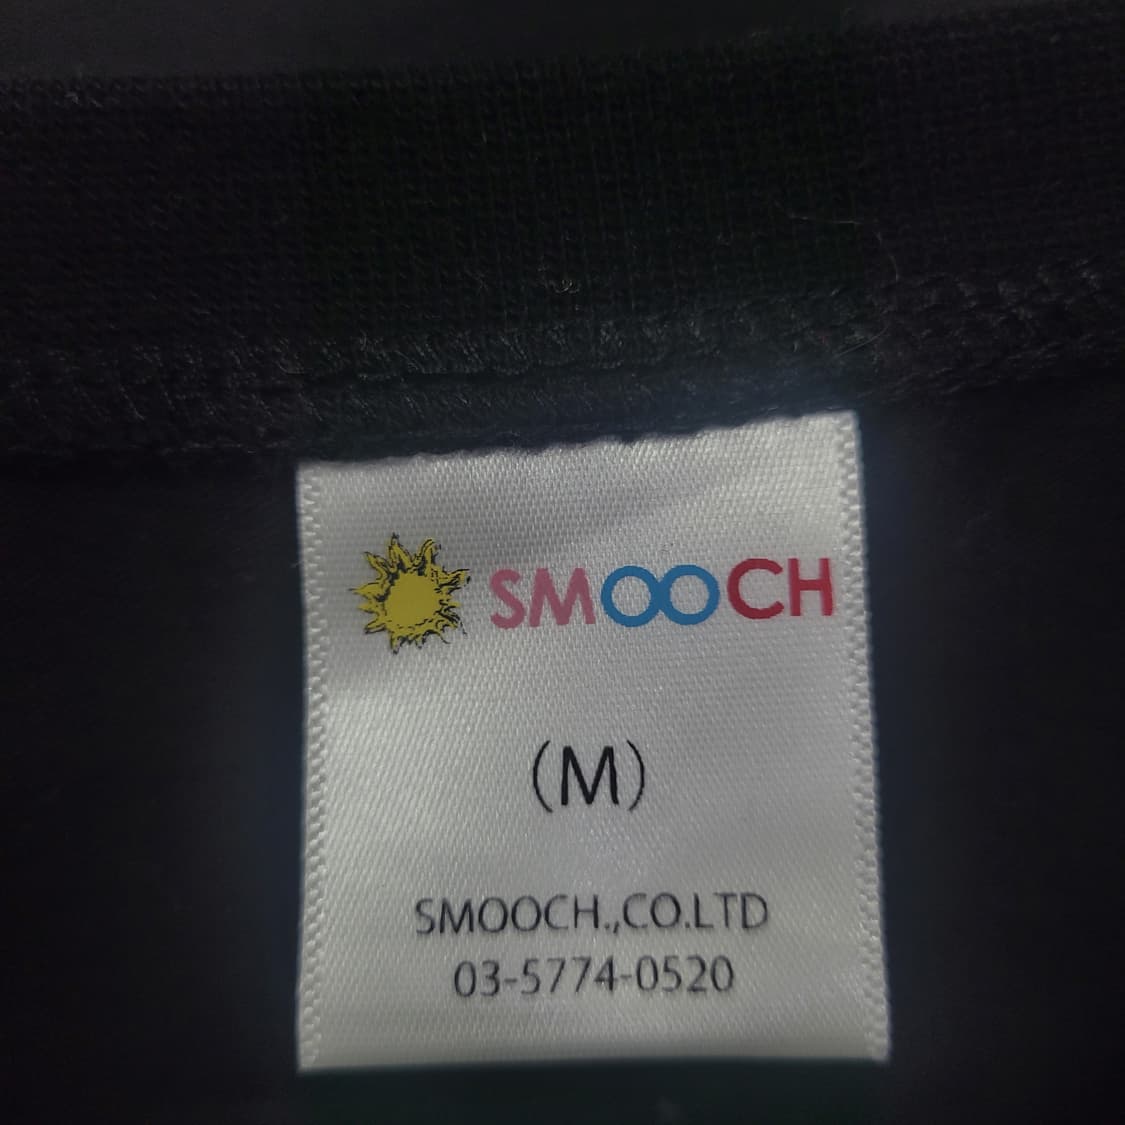 SMOOCH
(M)
SMOOCH.,CO.LTD
03-5774-0520